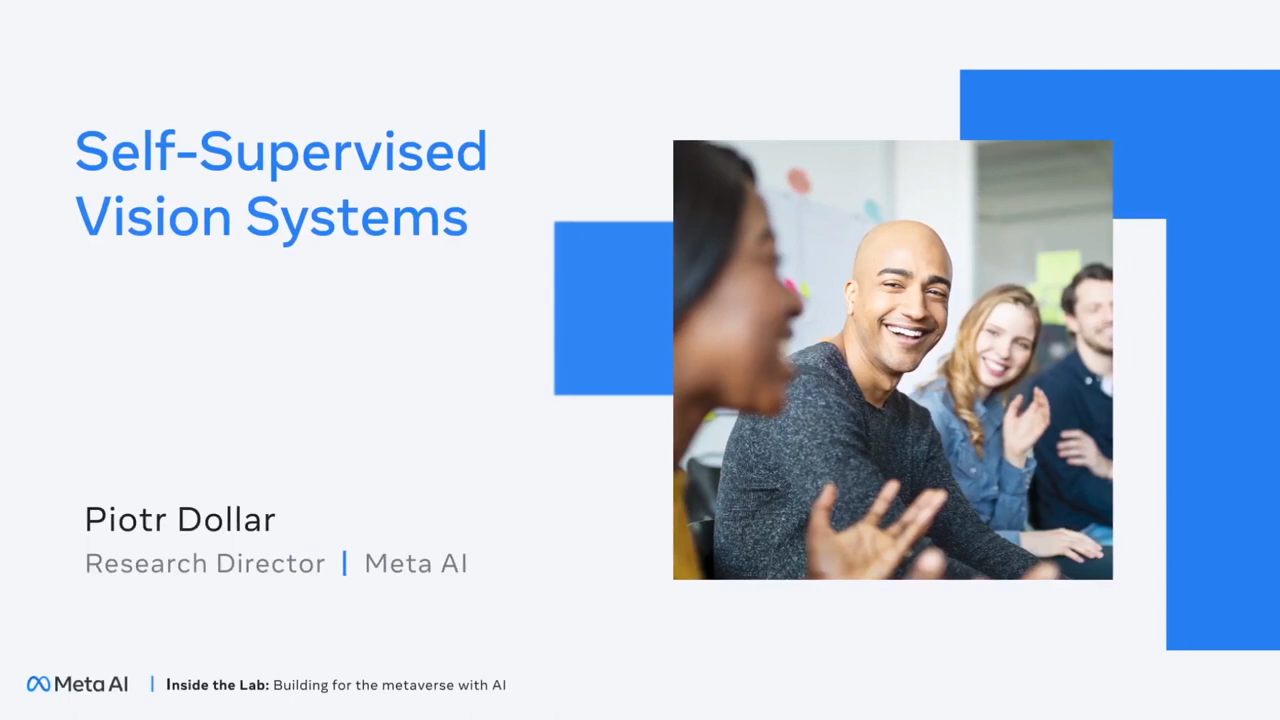 Self-Supervised
Vision Systems
Piotr Dollar
Research Director | Meta AI
Meta AI | Inside the Lab: Building for the metaverse with AI